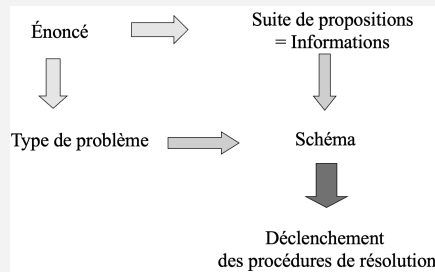 Énoncé
Suite de propositions
= Informations
Type de problème
Schéma
Déclenchement
des procédures de résolution